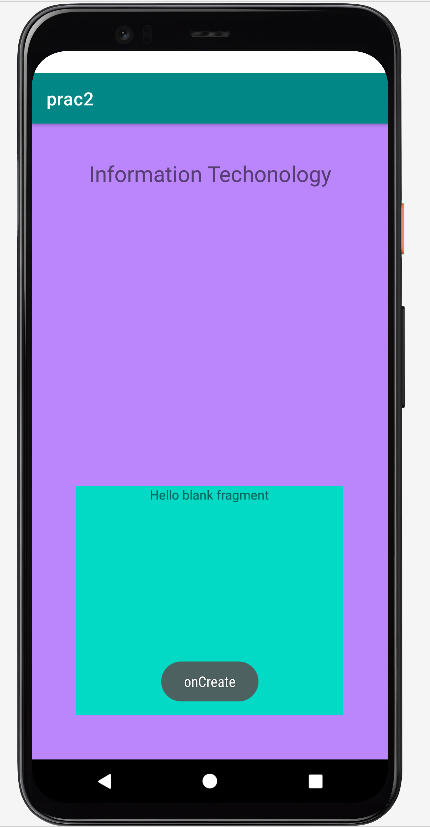 prac2
Information Techonology
Hello blank fragment
onCreate